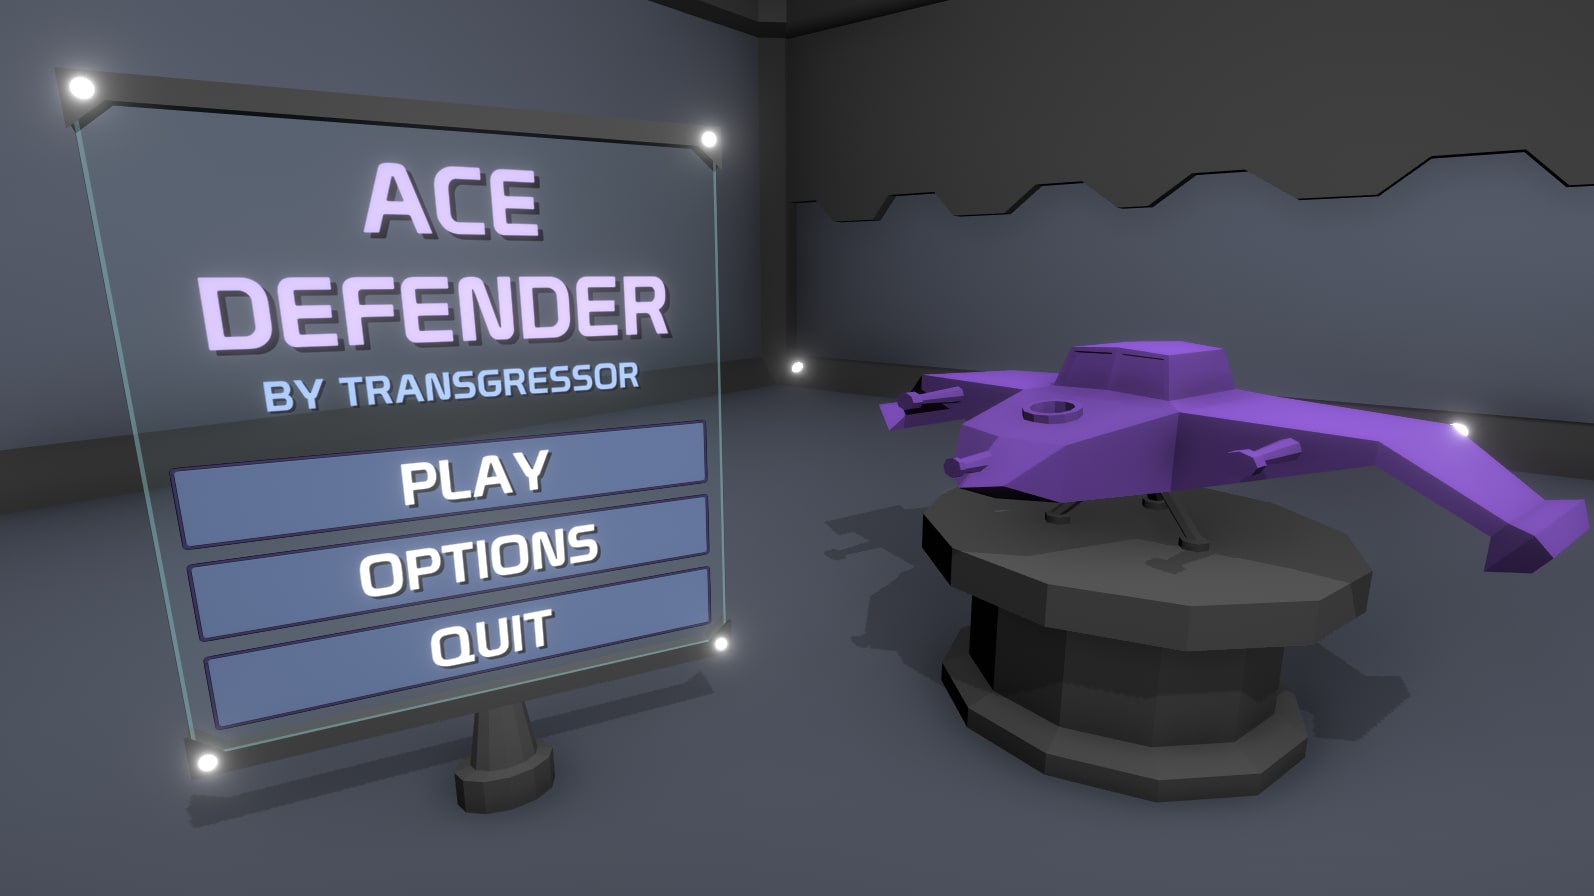 ACE
DEFENDER
BY TRANSGRESSOR
PLAY
OPTIONS
QUIT